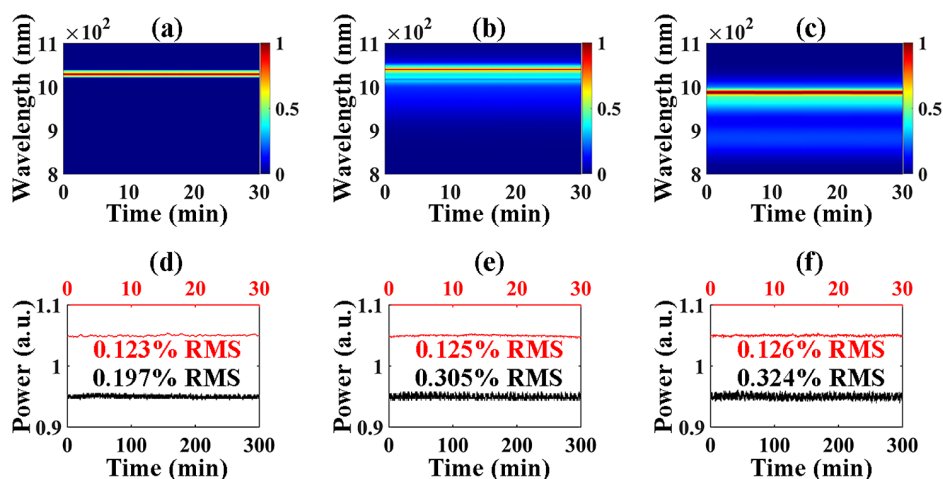 (a)
×10²
Wavelength (nm)
11
10
9
8
0 10 20 30
Time (min)
1
0.5
0
(b)
×10²
Wavelength (nm)
11
10
9
8
0 10 20 30
Time (min)
1
0.5
0
(c)
×10²
Wavelength (nm)
11
10
9
8
0 10 20 30
Time (min)
1
0.5
0
(d)
0 10 20 30
Power (a. u.)
1.1
1
0.9
0.123% RMS
0.197% RMS
0 100 200 300
Time (min)
(e)
0 10 20 30
Power (a. u.)
1.1
1
0.9
0.125% RMS
0.305% RMS
0 100 200 300
Time (min)
(f)
0 10 20 30
Power (a. u.)
1.1
1
0.9
0.126% RMS
0.324% RMS
0 100 200 300
Time (min)